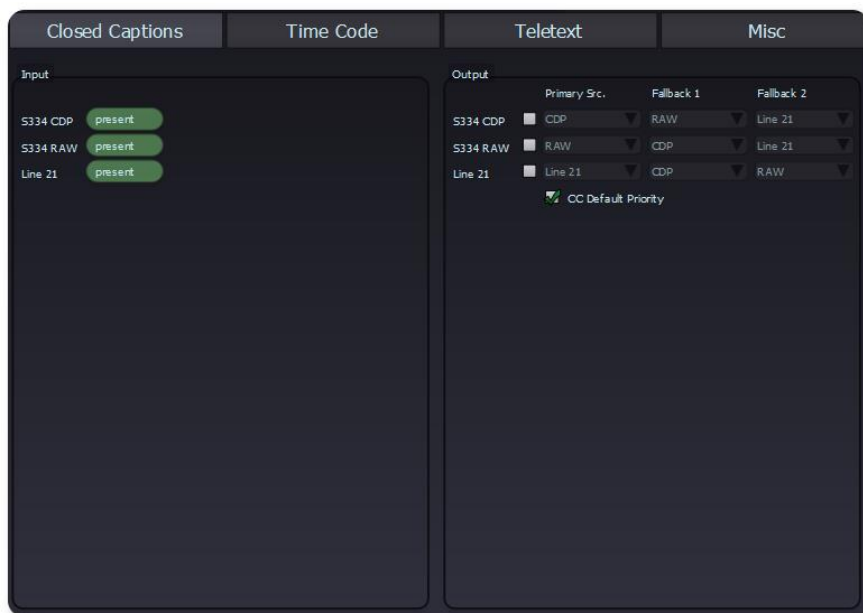 Closed Captions Time Code Teletext Misc
Input
S334 CDP present
S334 RAW present
Line 21 present
Output
Primary Src. Fallback 1 Fallback 2
S334 CDP CDP RAW Line 21
S334 RAW RAW CDP Line 21
Line 21 Line 21 CDP RAW
CC Default Priority